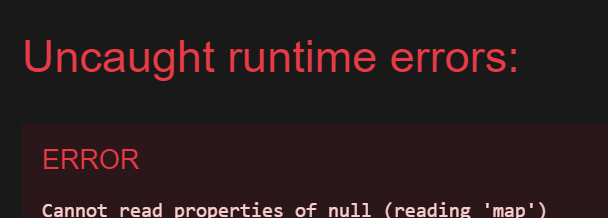 Uncaught runtime errors:
ERROR
Cannot read properties of null (reading 'map')